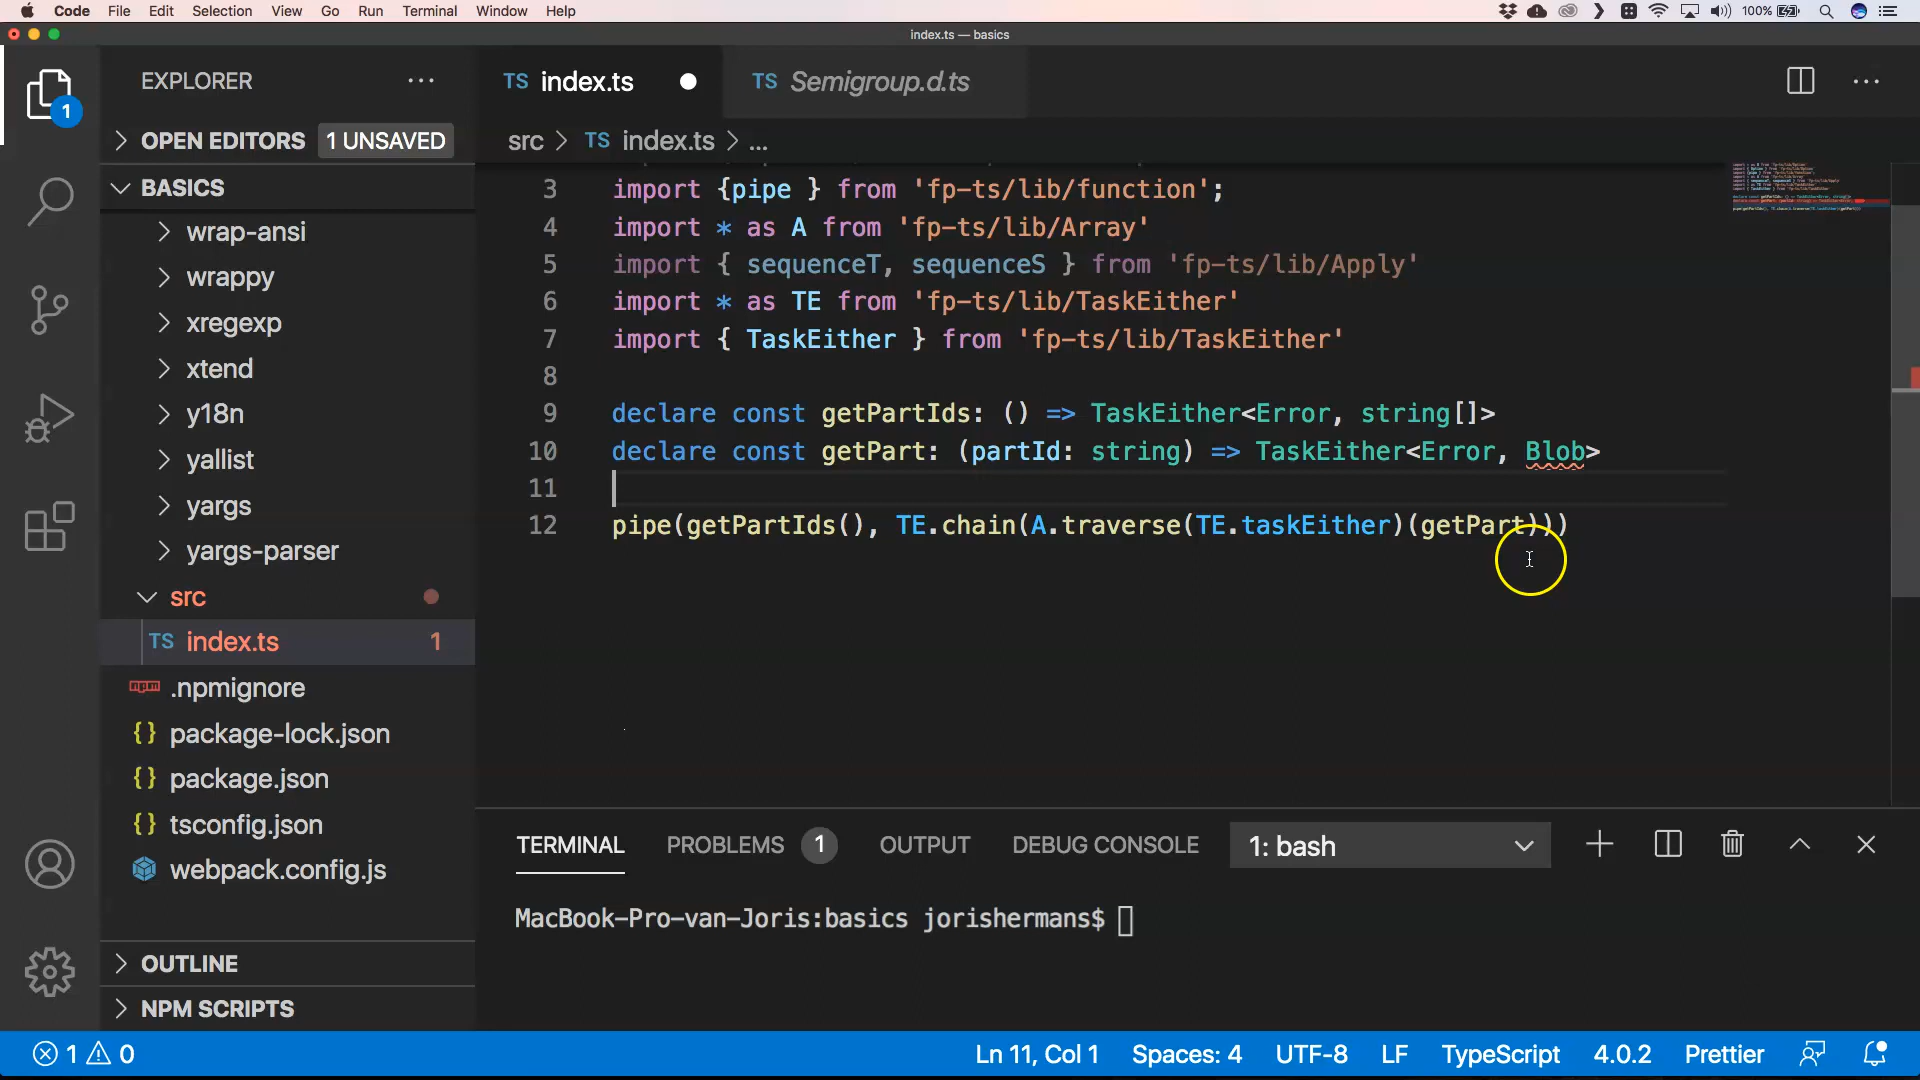 Code File Edit Selection View Go Run Terminal Window Help 100%
index.ts — basics
EXPLORER
TS index.ts
TS Semigroup.d.ts
1
OPEN EDITORS 1 UNSAVED
src > TS index.ts > ...
BASICS
wrap-ansi
wrappy
xregexp
xtend
y18n
yallist
yargs
yargs-parser
src
TS index.ts 1
.npmignore
{ } package-lock.json
{ } package.json
{ } tsconfig.json
webpack.config.js
OUTLINE
NPM SCRIPTS
3 import {pipe } from 'fp-ts/lib/function';
4 import * as A from 'fp-ts/lib/Array'
5 import { sequenceT, sequenceS } from 'fp-ts/lib/Apply'
6 import * as TE from 'fp-ts/lib/TaskEither'
7 import { TaskEither } from 'fp-ts/lib/TaskEither'
8
9 declare const getPartIds: () => TaskEither<Error, string[]>
10 declare const getPart: (partId: string) => TaskEither<Error, Blob>
11
12 pipe(getPartIds(), TE.chain(A.traverse(TE.taskEither)(getPart)))
TERMINAL PROBLEMS 1 OUTPUT DEBUG CONSOLE 1: bash
MacBook-Pro-van-Joris:basics jorishermans$
1 0 Ln 11, Col 1 Spaces: 4 UTF-8 LF TypeScript 4.0.2 Prettier